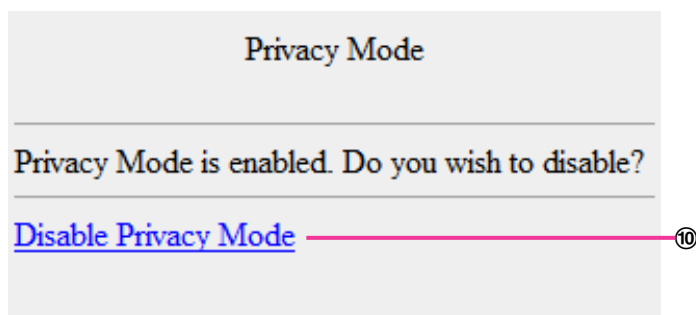 Privacy Mode
Privacy Mode is enabled. Do you wish to disable?
Disable Privacy Mode ⑩